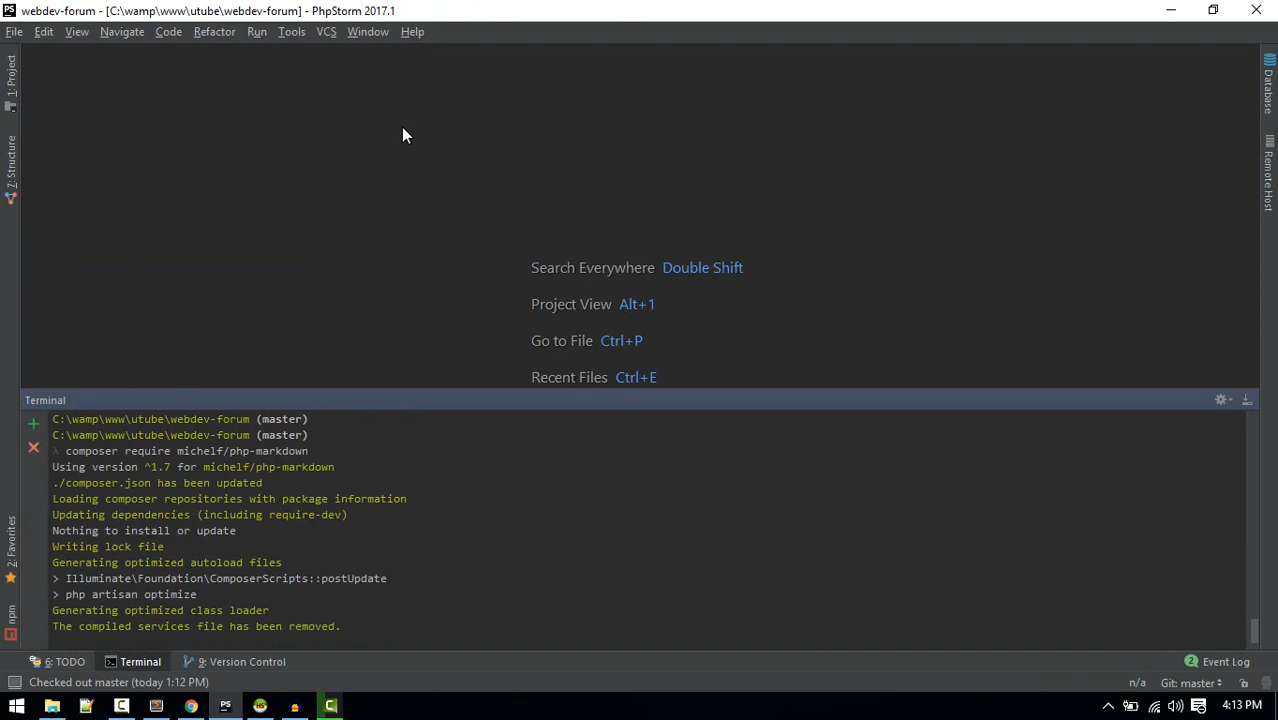 PS webdev-forum - [C:\wamp\www\utube\webdev-forum] - PhpStorm 2017.1
File Edit View Navigate Code Refactor Run Tools VCS Window Help
1: Project
7: Structure
2: Favorites
npm
Database
Remote Host
Search Everywhere Double Shift
Project View Alt+1
Go to File Ctrl+P
Recent Files Ctrl+E
Terminal
C:\wamp\www\utube\webdev-forum (master)
C:\wamp\www\utube\webdev-forum (master)
λ composer require michelf/php-markdown
Using version ^1.7 for michelf/php-markdown
./composer.json has been updated
Loading composer repositories with package information
Updating dependencies (including require-dev)
Nothing to install or update
Writing lock file
Generating optimized autoload files
> Illuminate\Foundation\ComposerScripts::postUpdate
> php artisan optimize
Generating optimized class loader
The compiled services file has been removed.
6: TODO Terminal 9: Version Control 2 Event Log
Checked out master (today 1:12 PM) n/a Git: master
PS 4:13 PM